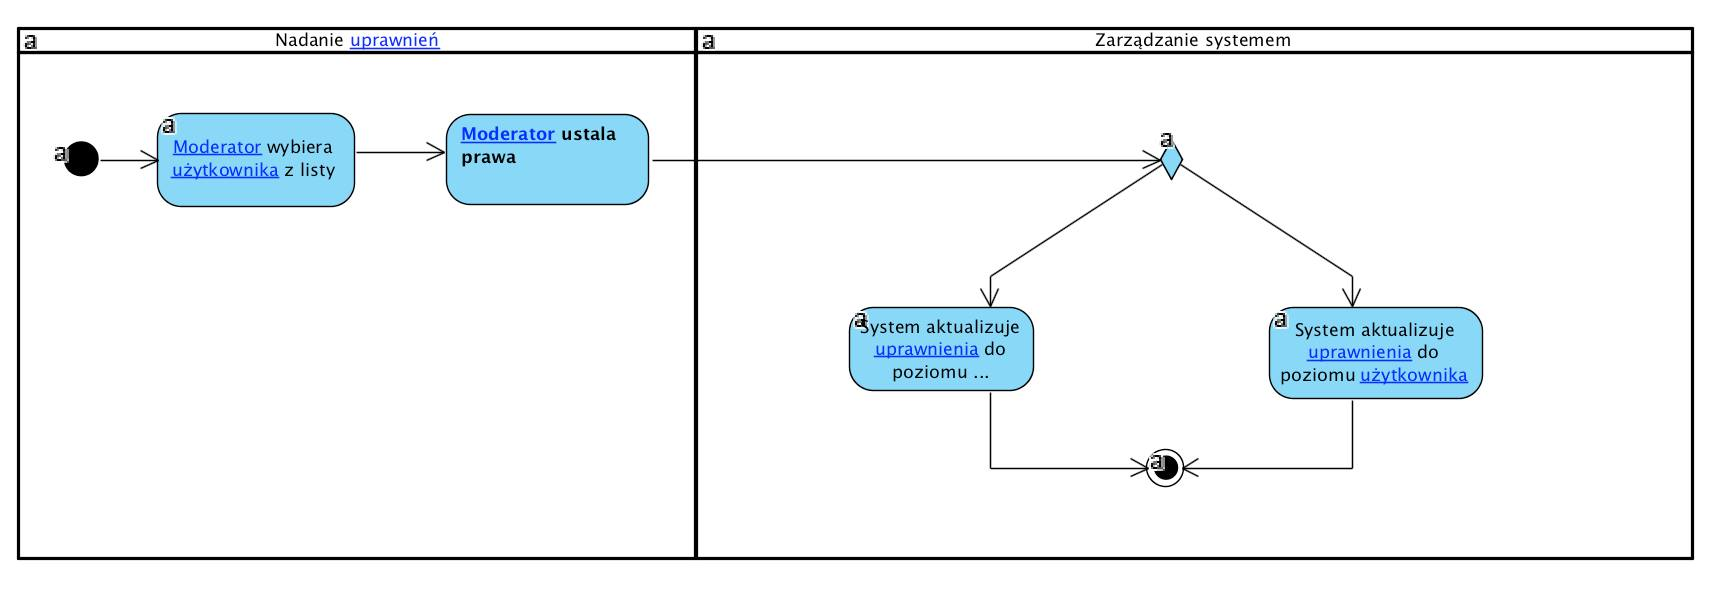 a
Nadanie uprawnień
a
Zarządzanie systemem
a
a
Moderator wybiera
użytkownika z listy
Moderator ustala
prawa
a
a
System aktualizuje
uprawnienia do
poziomu ...
a
System aktualizuje
uprawnienia do
poziomu użytkownika
a